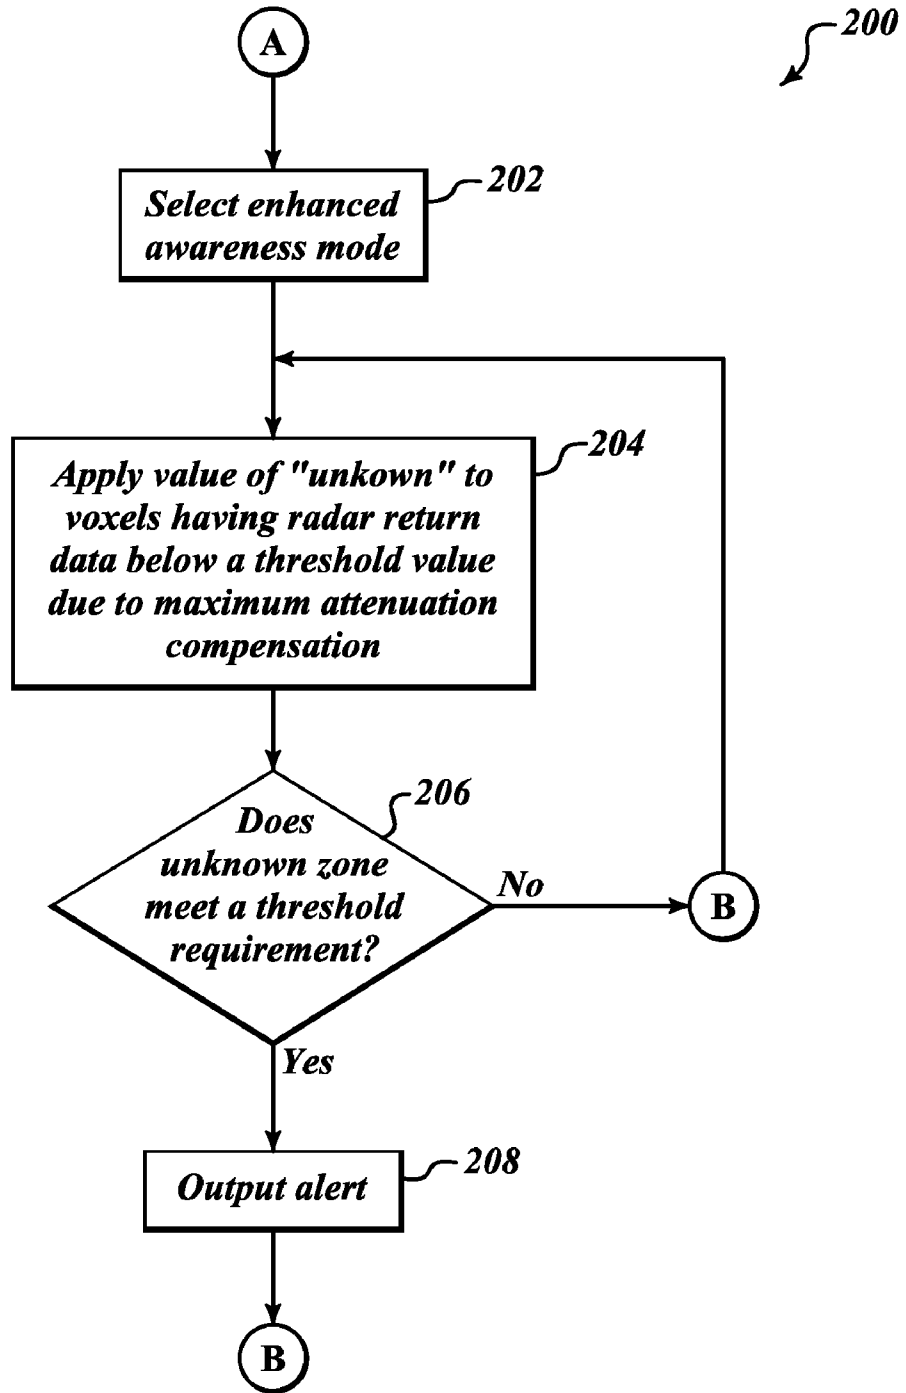 A
200
202
Select enhanced
awareness mode
204
Apply value of "unkown" to
voxels having radar return
data below a threshold value
due to maximum attenuation
compensation
206
Does
unknown zone
meet a threshold
requirement?
No
B
Yes
208
Output alert
B